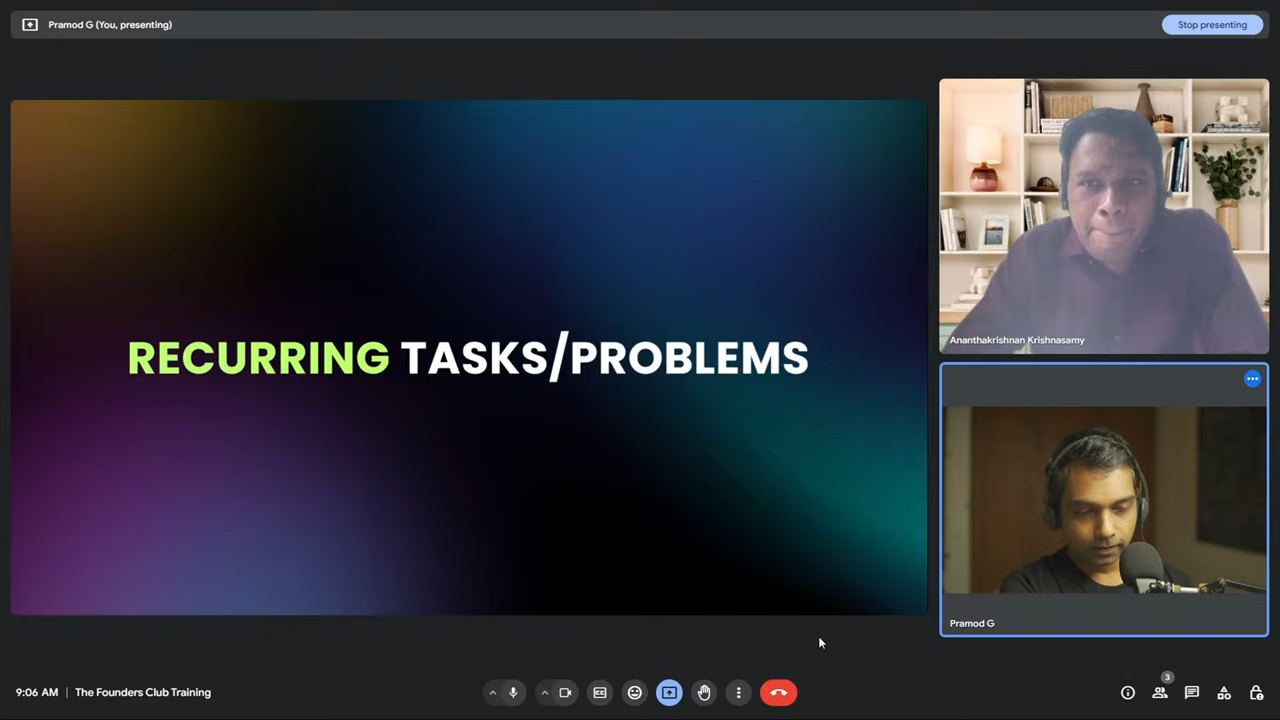 Pramod G (You, presenting)
Stop presenting
RECURRING TASKS/PROBLEMS
Ananthakrishnan Krishnasamy
Pramod G
9:06 AM | The Founders Club Training
3